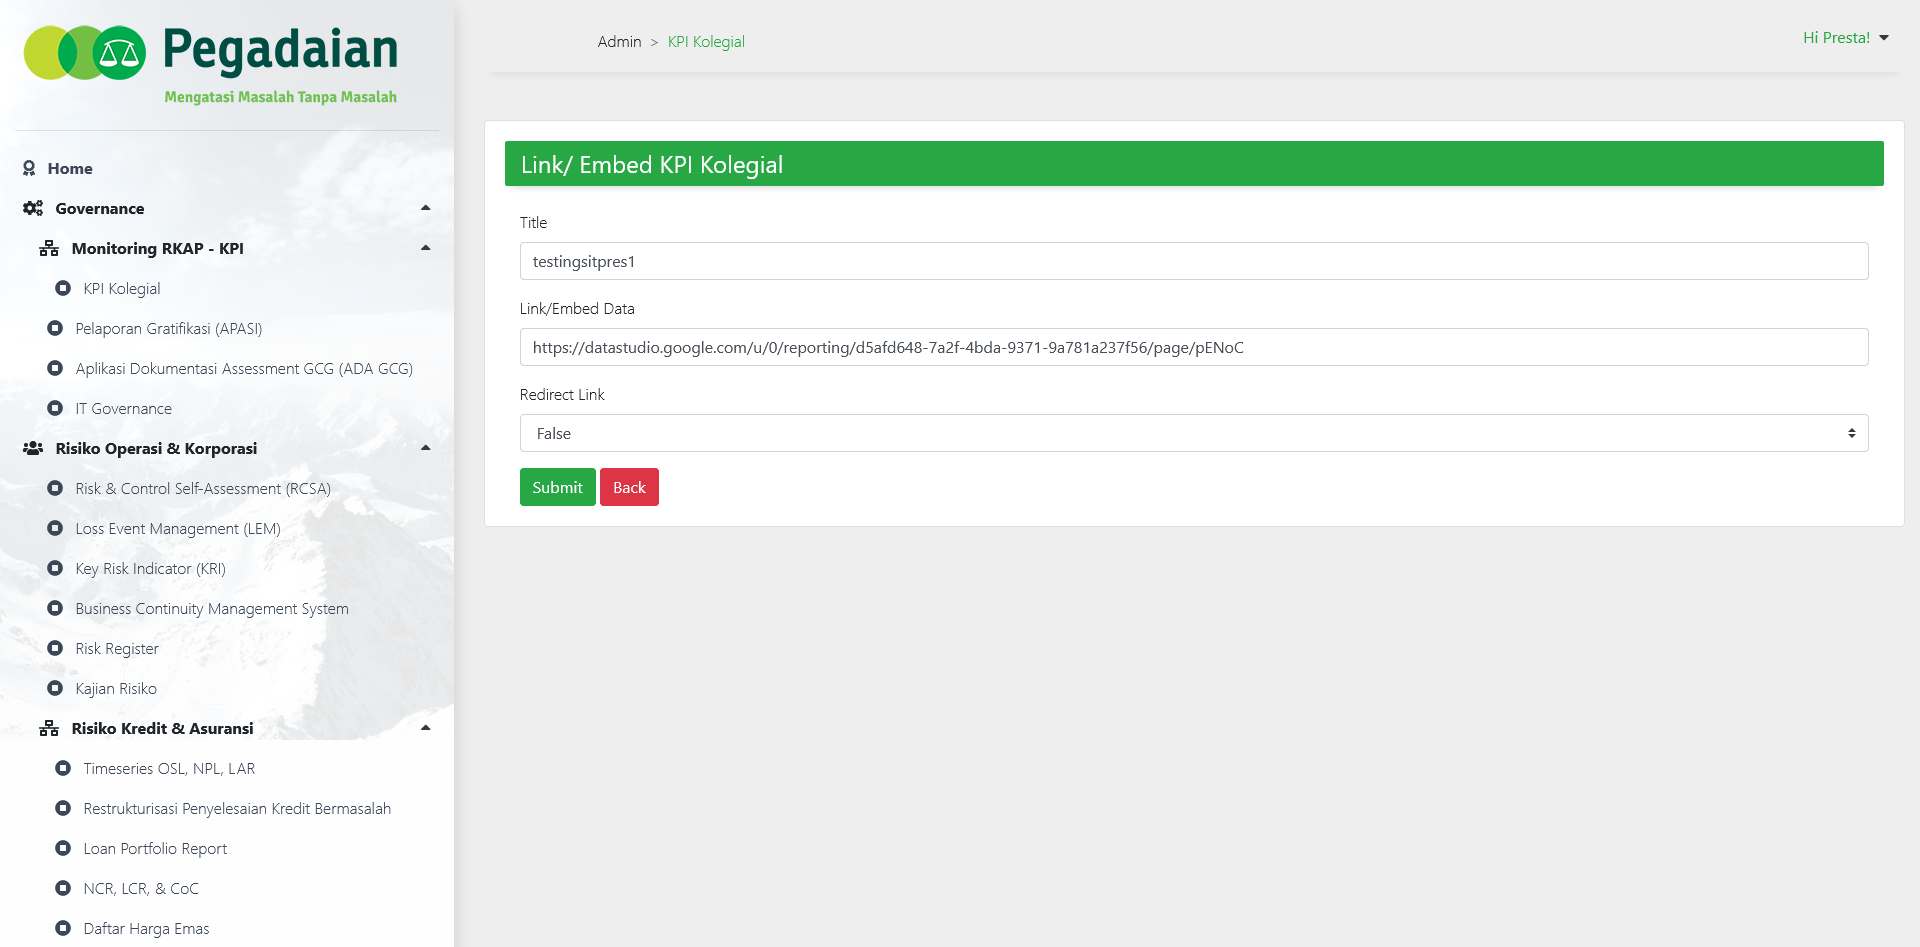 Pegadaian
Mengatasi Masalah Tanpa Masalah
Home
Governance
Monitoring RKAP - KPI
KPI Kolegial
Pelaporan Gratifikasi (APASI)
Aplikasi Dokumentasi Assessment GCG (ADA GCG)
IT Governance
Risiko Operasi & Korporasi
Risk & Control Self-Assessment (RCSA)
Loss Event Management (LEM)
Key Risk Indicator (KRI)
Business Continuity Management System
Risk Register
Kajian Risiko
Risiko Kredit & Asuransi
Timeseries OSL, NPL, LAR
Restrukturisasi Penyelesaian Kredit Bermasalah
Loan Portfolio Report
NCR, LCR, & CoC
Daftar Harga Emas
Admin > KPI Kolegial
Hi Presta!
Link/ Embed KPI Kolegial
Title
testingsitpres1
Link/Embed Data
https://datastudio.google.com/u/0/reporting/d5afd648-7a2f-4bda-9371-9a781a237f56/page/pENoC
Redirect Link
False
Submit Back